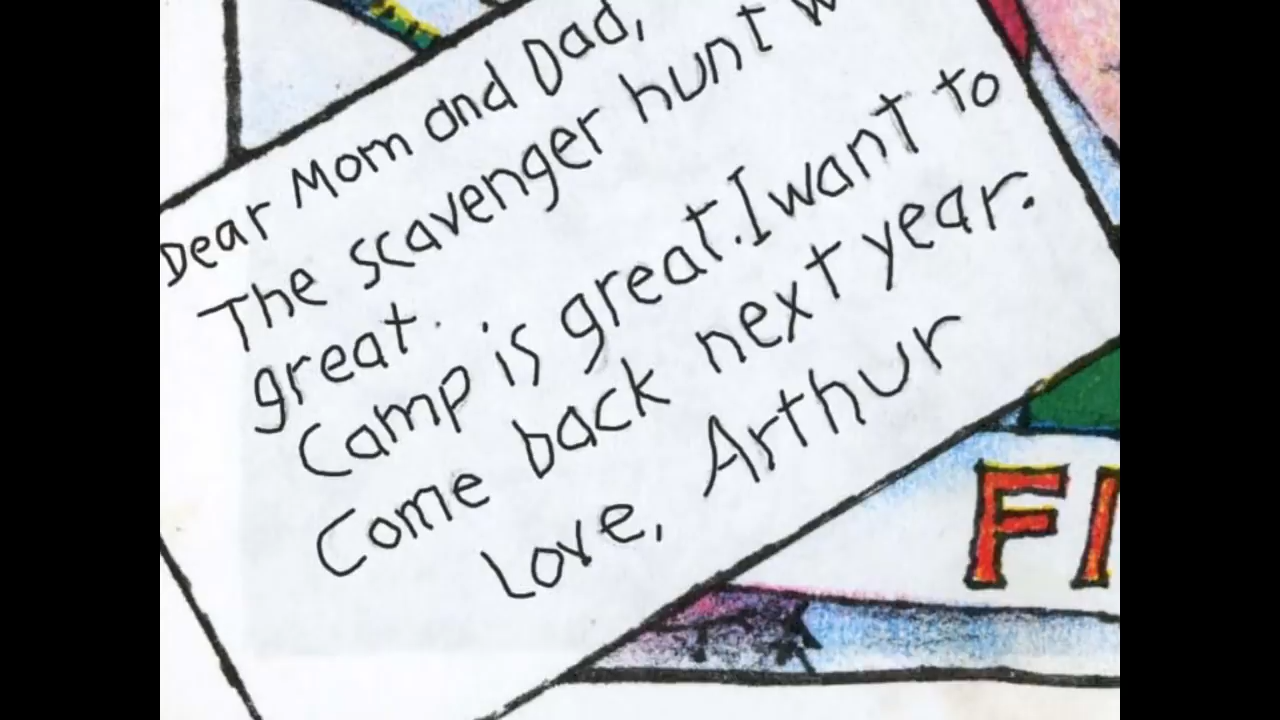 Dear Mom and Dad,
The scavenger hunt
great.
Camp is great. I want to
Come back next year.
Love, Arthur